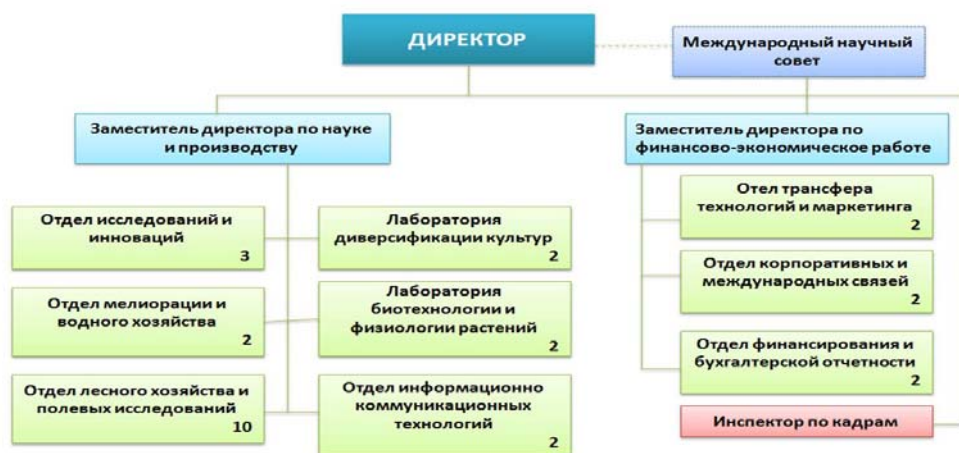 ДИРЕКТОР
Международный научный
совет
Заместитель директора по науке
и производству
Заместитель директора по
финансово-экономическое работе
Отдел исследований и
инноваций
3
Лаборатория
диверсификации культур
2
Отдел мелиорации и
водного хозяйства
2
Лаборатория
биотехнологии и
физиологии растений
2
Отдел лесного хозяйства и
полевых исследований
10
Отдел информационно
коммуникационных
технологий
2
Отел трансфера
технологий и маркетинга
2
Отдел корпоративных и
международных связей
2
Отдел финансирования и
бухгалтерской отчетности
2
Инспектор по кадрам